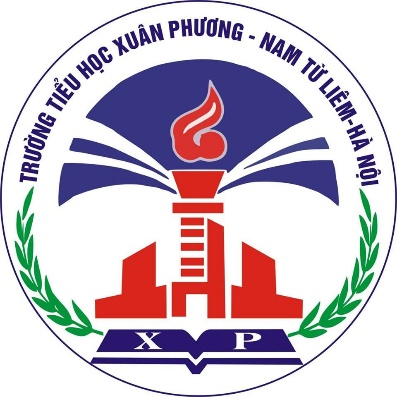 TRƯỜNG TIỂU HỌC XUÂN PHƯƠNG - NAM TỪ LIÊM-HÀ NỘI
X P